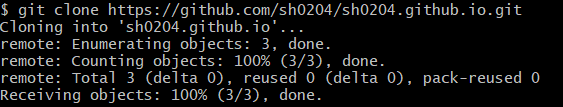 $ git clone https://github.com/sh0204/sh0204.github.io.git
Cloning into 'sh0204.github.io'...
remote: Enumerating objects: 3, done.
remote: Counting objects: 100% (3/3), done.
remote: Total 3 (delta 0), reused 0 (delta 0), pack-reused 0
Receiving objects: 100% (3/3), done.